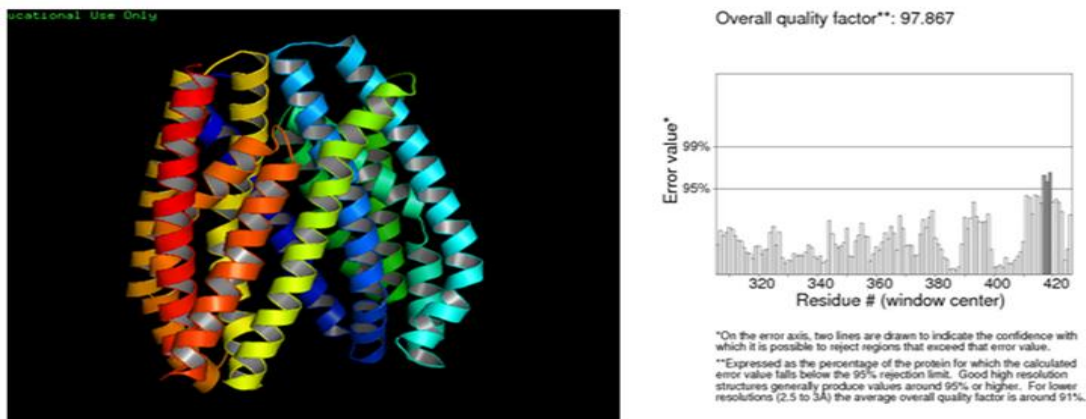 ucational Use Only
Overall quality factor**: 97.867
Error value*
99%
95%
320 340 360 380 400 420
Residue # (window center)
*On the error axis, two lines are drawn to indicate the confidence with
which it is possible to reject regions that exceed that error value.
**Expressed as the percentage of the protein for which the calculated
error value falls below the 95% rejection limit. Good high resolution
structures generally produce values around 95% or higher. For lower
resolutions (2.5 to 3A) the average overall quality factor is around 91%.